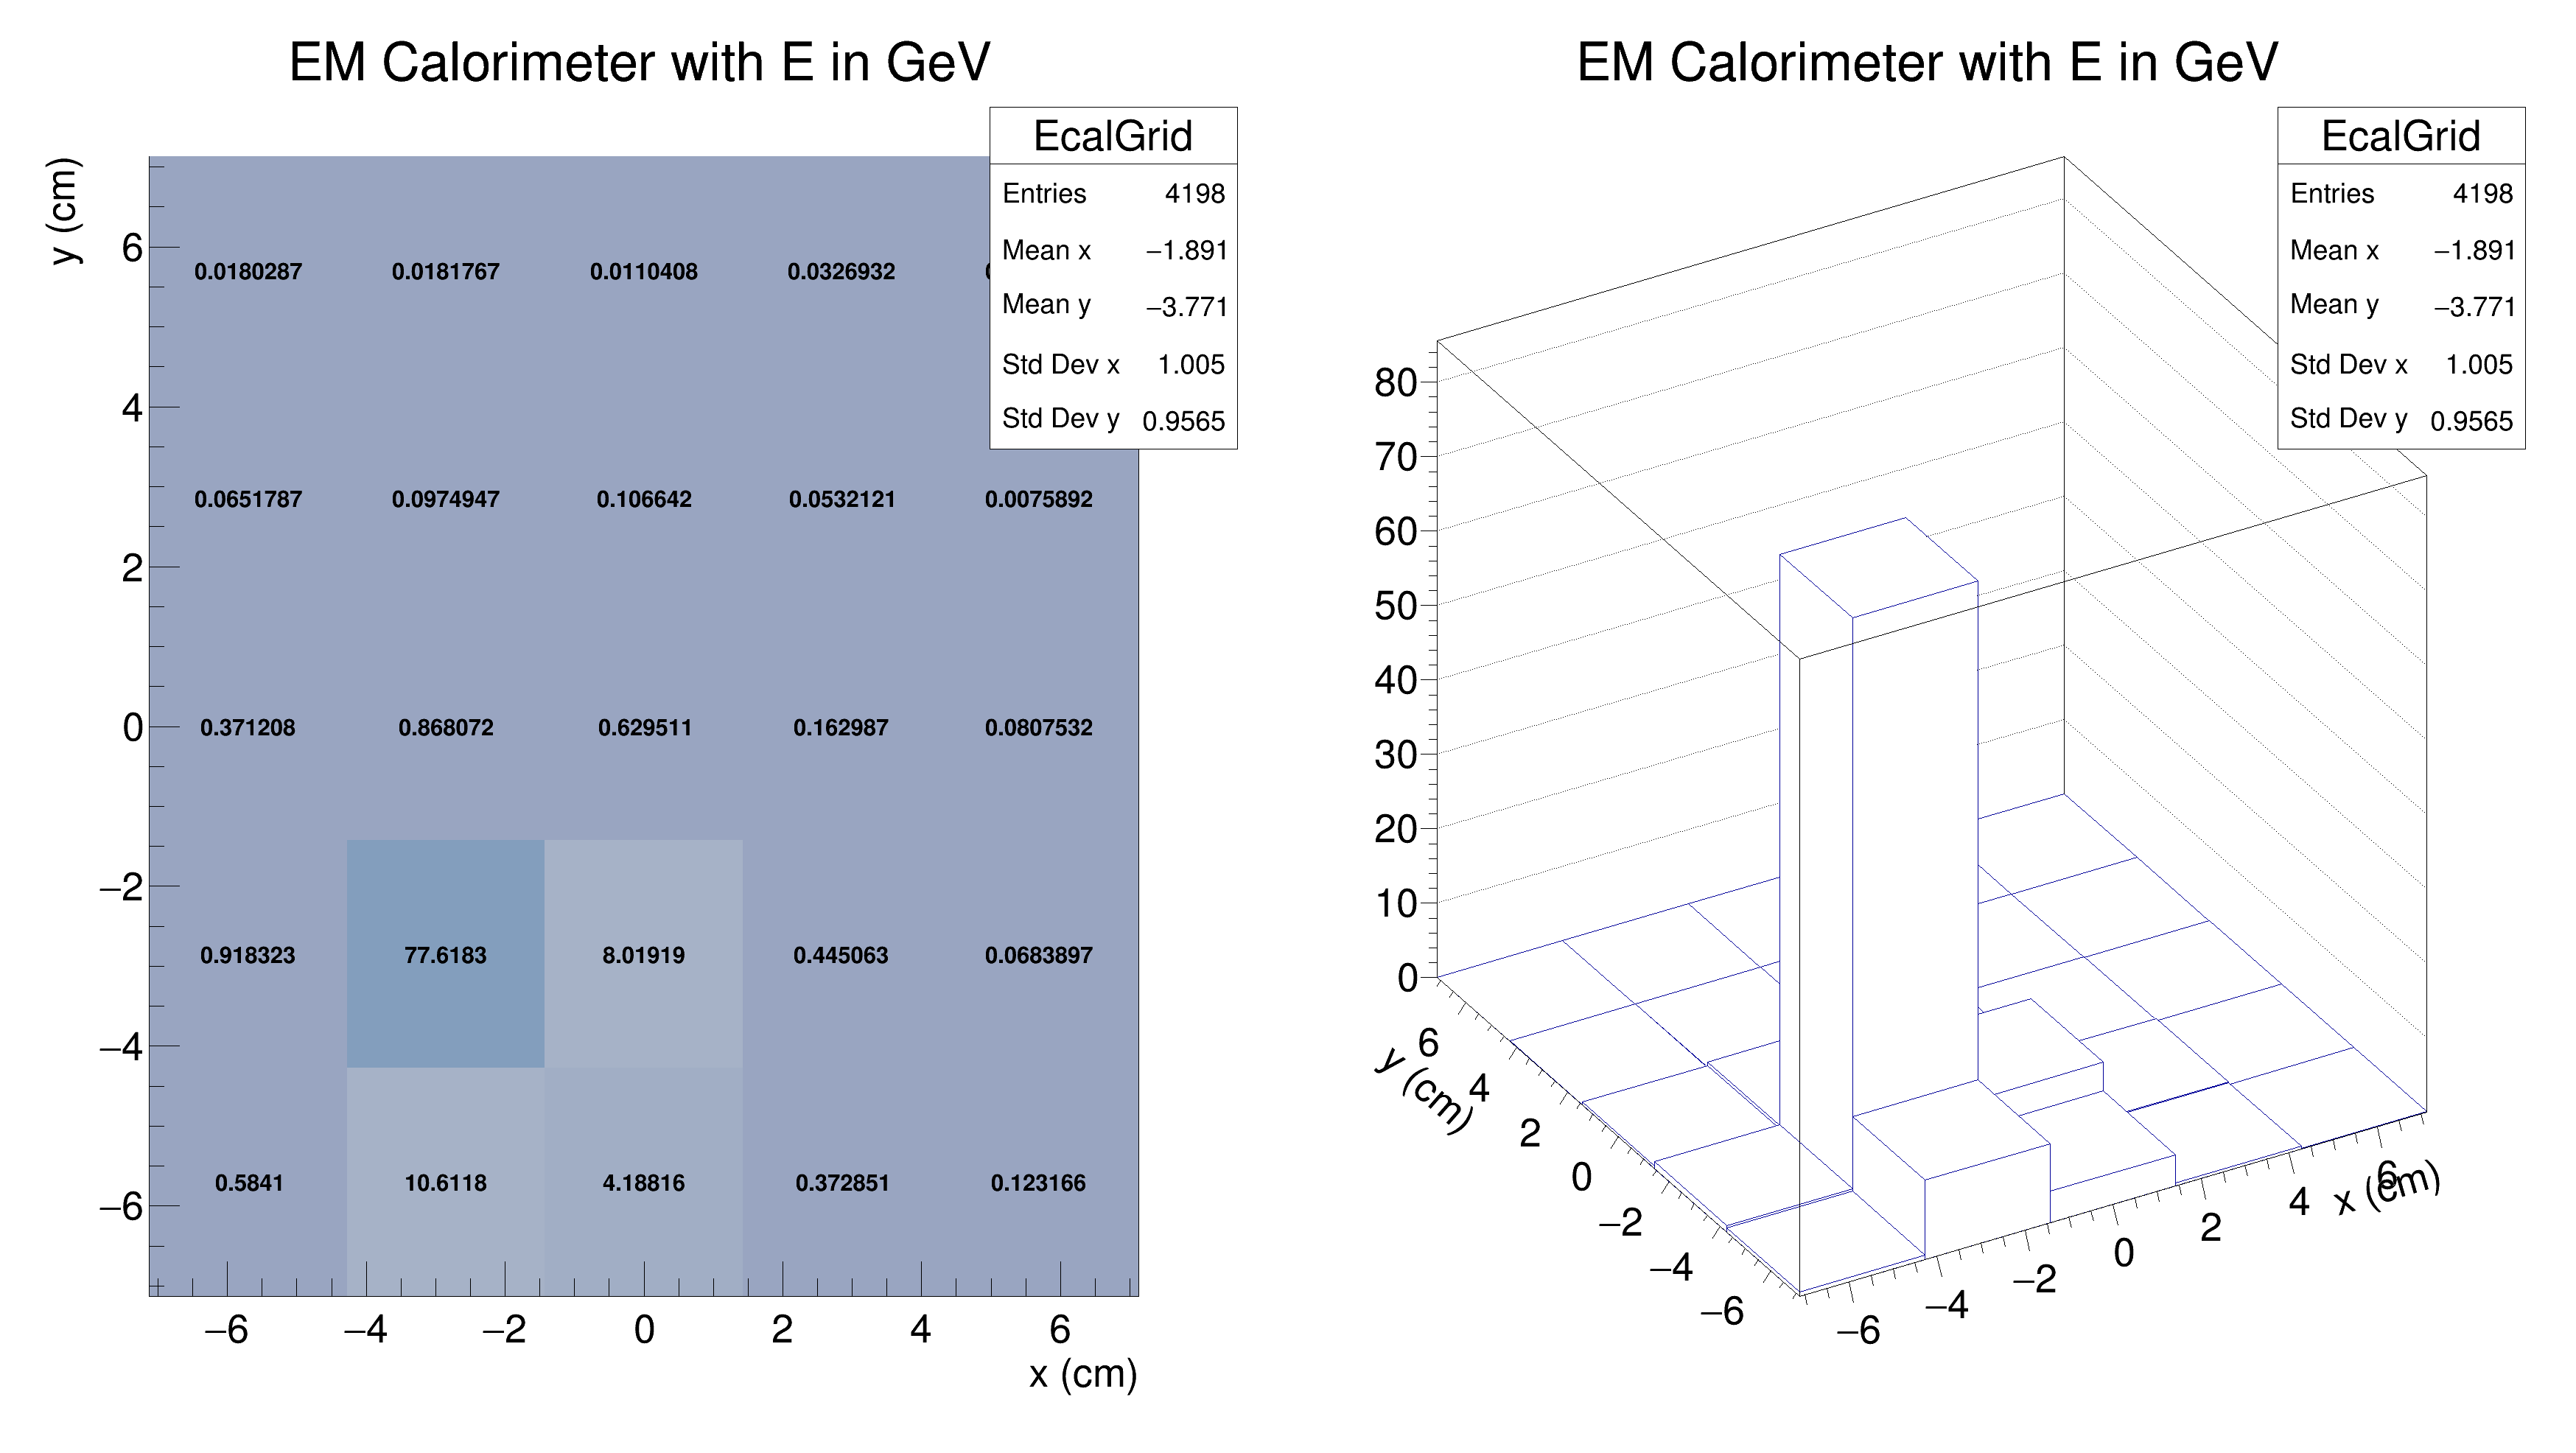 EM Calorimeter with E in GeV
EcalGrid
Entries 4198
Mean x −1.891
Mean y −3.771
Std Dev x 1.005
Std Dev y 0.9565
y (cm)
6
4
2
0
−2
−4
−6
0.0180287 0.0181767 0.0110408 0.0326932
0.0651787 0.0974947 0.106642 0.0532121 0.0075892
0.371208 0.868072 0.629511 0.162987 0.0807532
0.918323 77.6183 8.01919 0.445063 0.0683897
0.5841 10.6118 4.18816 0.372851 0.123166
−6 −4 −2 0 2 4 6
x (cm)
EM Calorimeter with E in GeV
EcalGrid
Entries 4198
Mean x −1.891
Mean y −3.771
Std Dev x 1.005
Std Dev y 0.9565
80
70
60
50
40
30
20
10
0
y (cm)
6
4
2
0
−2
−4
−6
−6 −4 −2 0 2 4 6
x (cm)